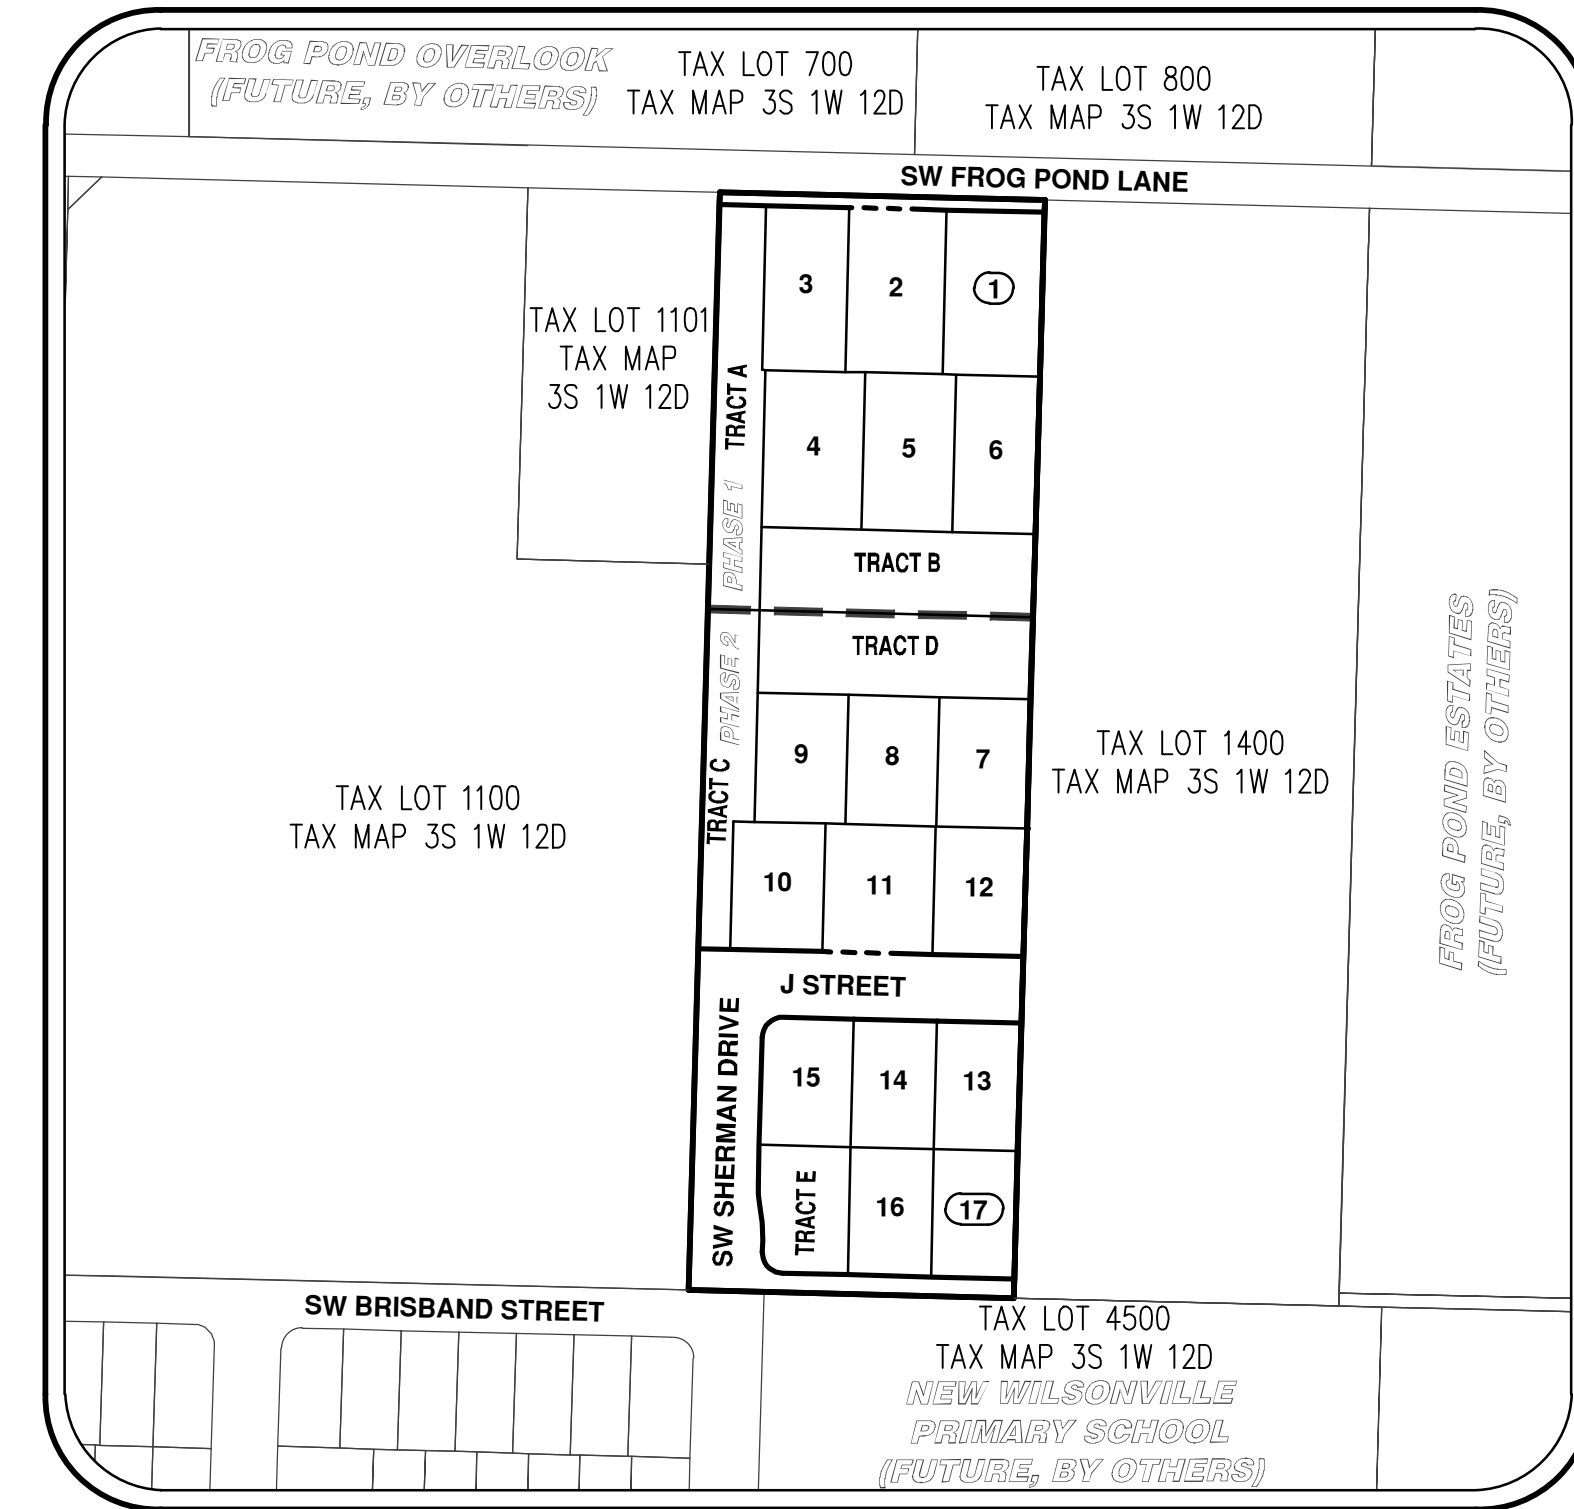 FROG POND OVERLOOK
(FUTURE, BY OTHERS)
TAX LOT 700
TAX MAP 3S 1W 12D
TAX LOT 800
TAX MAP 3S 1W 12D
SW FROG POND LANE
3
2
1
TAX LOT 1101
TAX MAP
3S 1W 12D
TRACT A
4
5
6
PHASE 1
TRACT B
PHASE 2
TRACT D
TRACT C
9
8
7
TAX LOT 1400
TAX MAP 3S 1W 12D
FROG POND ESTATES
(FUTURE, BY OTHERS)
TAX LOT 1100
TAX MAP 3S 1W 12D
10
11
12
J STREET
SW SHERMAN DRIVE
15
14
13
TRACT E
16
17
SW BRISBAND STREET
TAX LOT 4500
TAX MAP 3S 1W 12D
NEW WILSONVILLE
PRIMARY SCHOOL
(FUTURE, BY OTHERS)